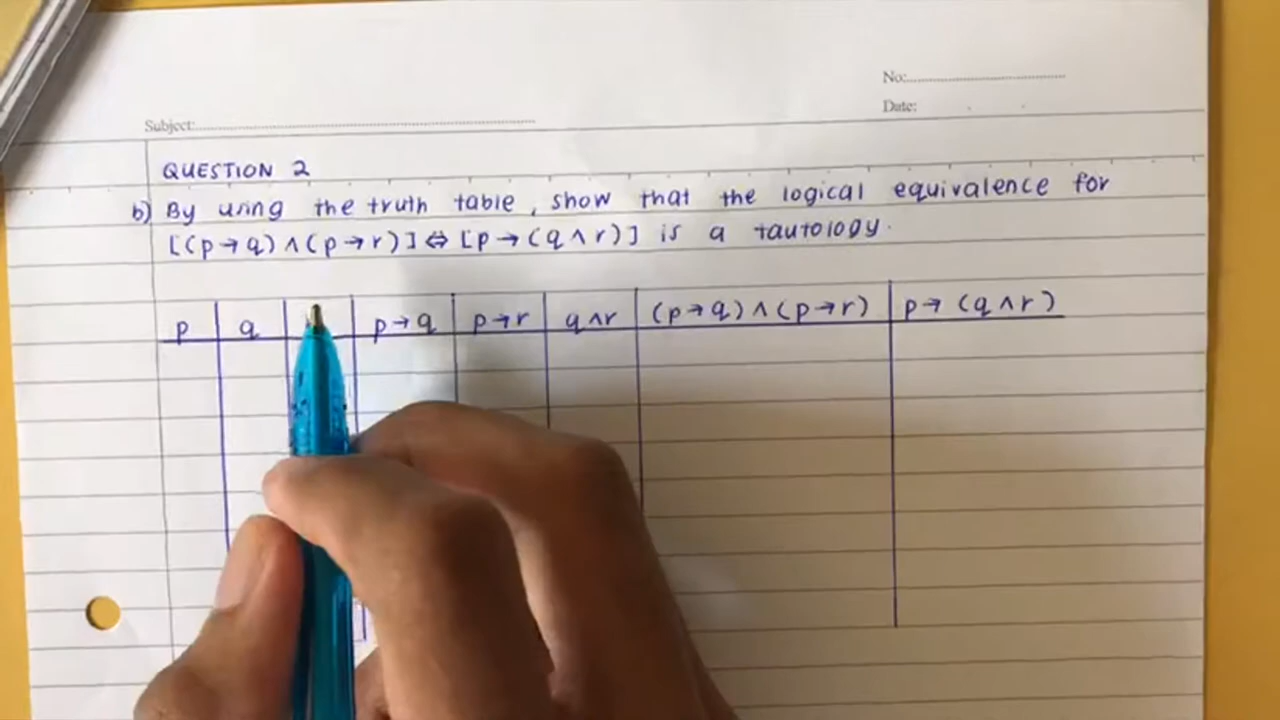 No:
Date:
Subject:
QUESTION 2
b) By using the truth table, show that the logical equivalence for
[(p→q)∧(p→r)]⇔[p→(q∧r)] is a tautology.
p q p→q p→r q∧r (p→q)∧(p→r) p→(q∧r)